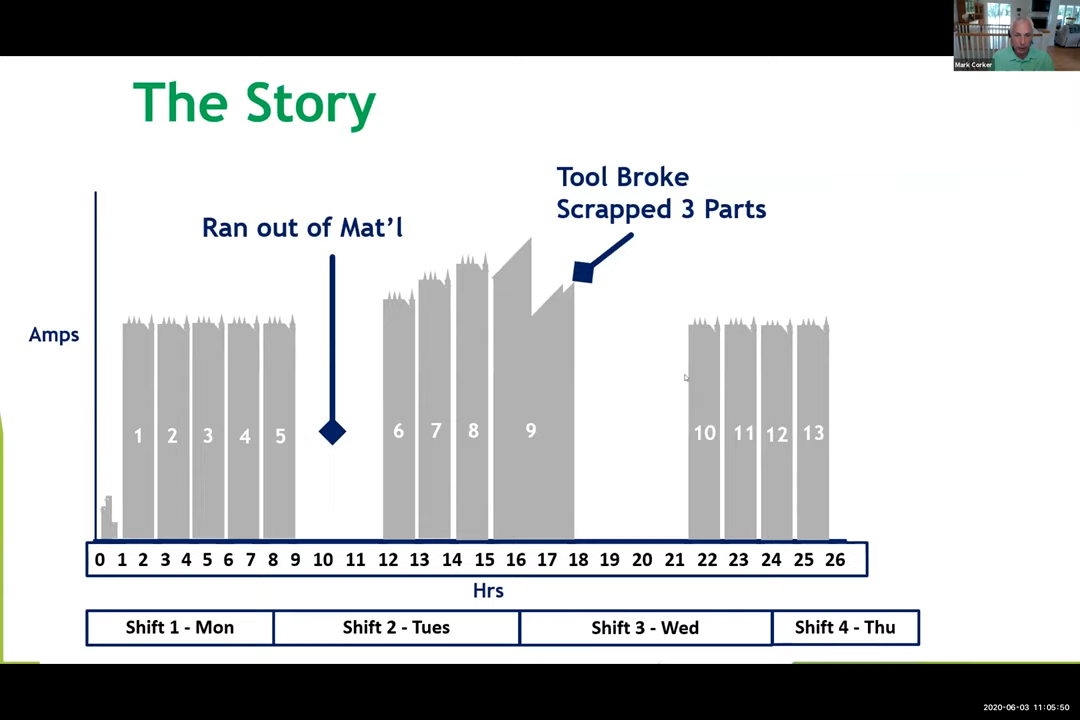 Mark Corker
The Story
Tool Broke
Scrapped 3 Parts
Ran out of Mat’l
Amps
1 2 3 4 5 6 7 8 9 10 11 12 13
0 1 2 3 4 5 6 7 8 9 10 11 12 13 14 15 16 17 18 19 20 21 22 23 24 25 26
Hrs
Shift 1 - Mon Shift 2 - Tues Shift 3 - Wed Shift 4 - Thu
2020-06-03 11:05:50